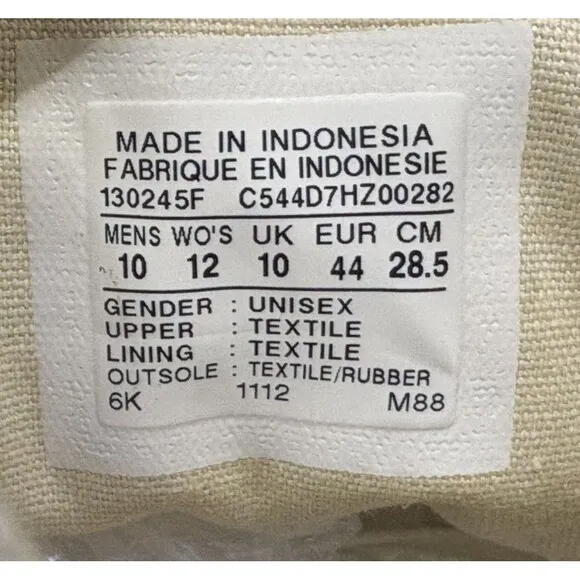 MADE IN INDONESIA
FABRIQUE EN INDONESIE
130245F C544D7HZ00282
MENS WO'S UK EUR CM
10 12 10 44 28.5
GENDER : UNISEX
UPPER : TEXTILE
LINING : TEXTILE
OUTSOLE : TEXTILE/RUBBER
6K 1112 M88